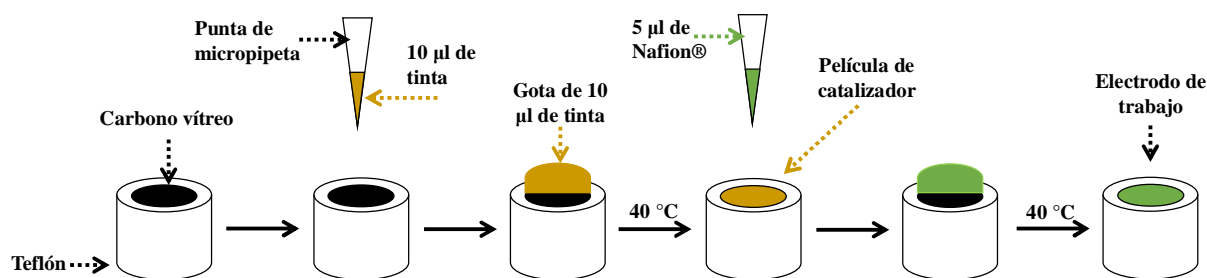 Punta de
micropipeta
10 µl de
tinta
Carbono vítreo
Teflón
Gota de 10
µl de tinta
40 °C
5 µl de
Nafion®
Película de
catalizador
40 °C
Electrodo de
trabajo